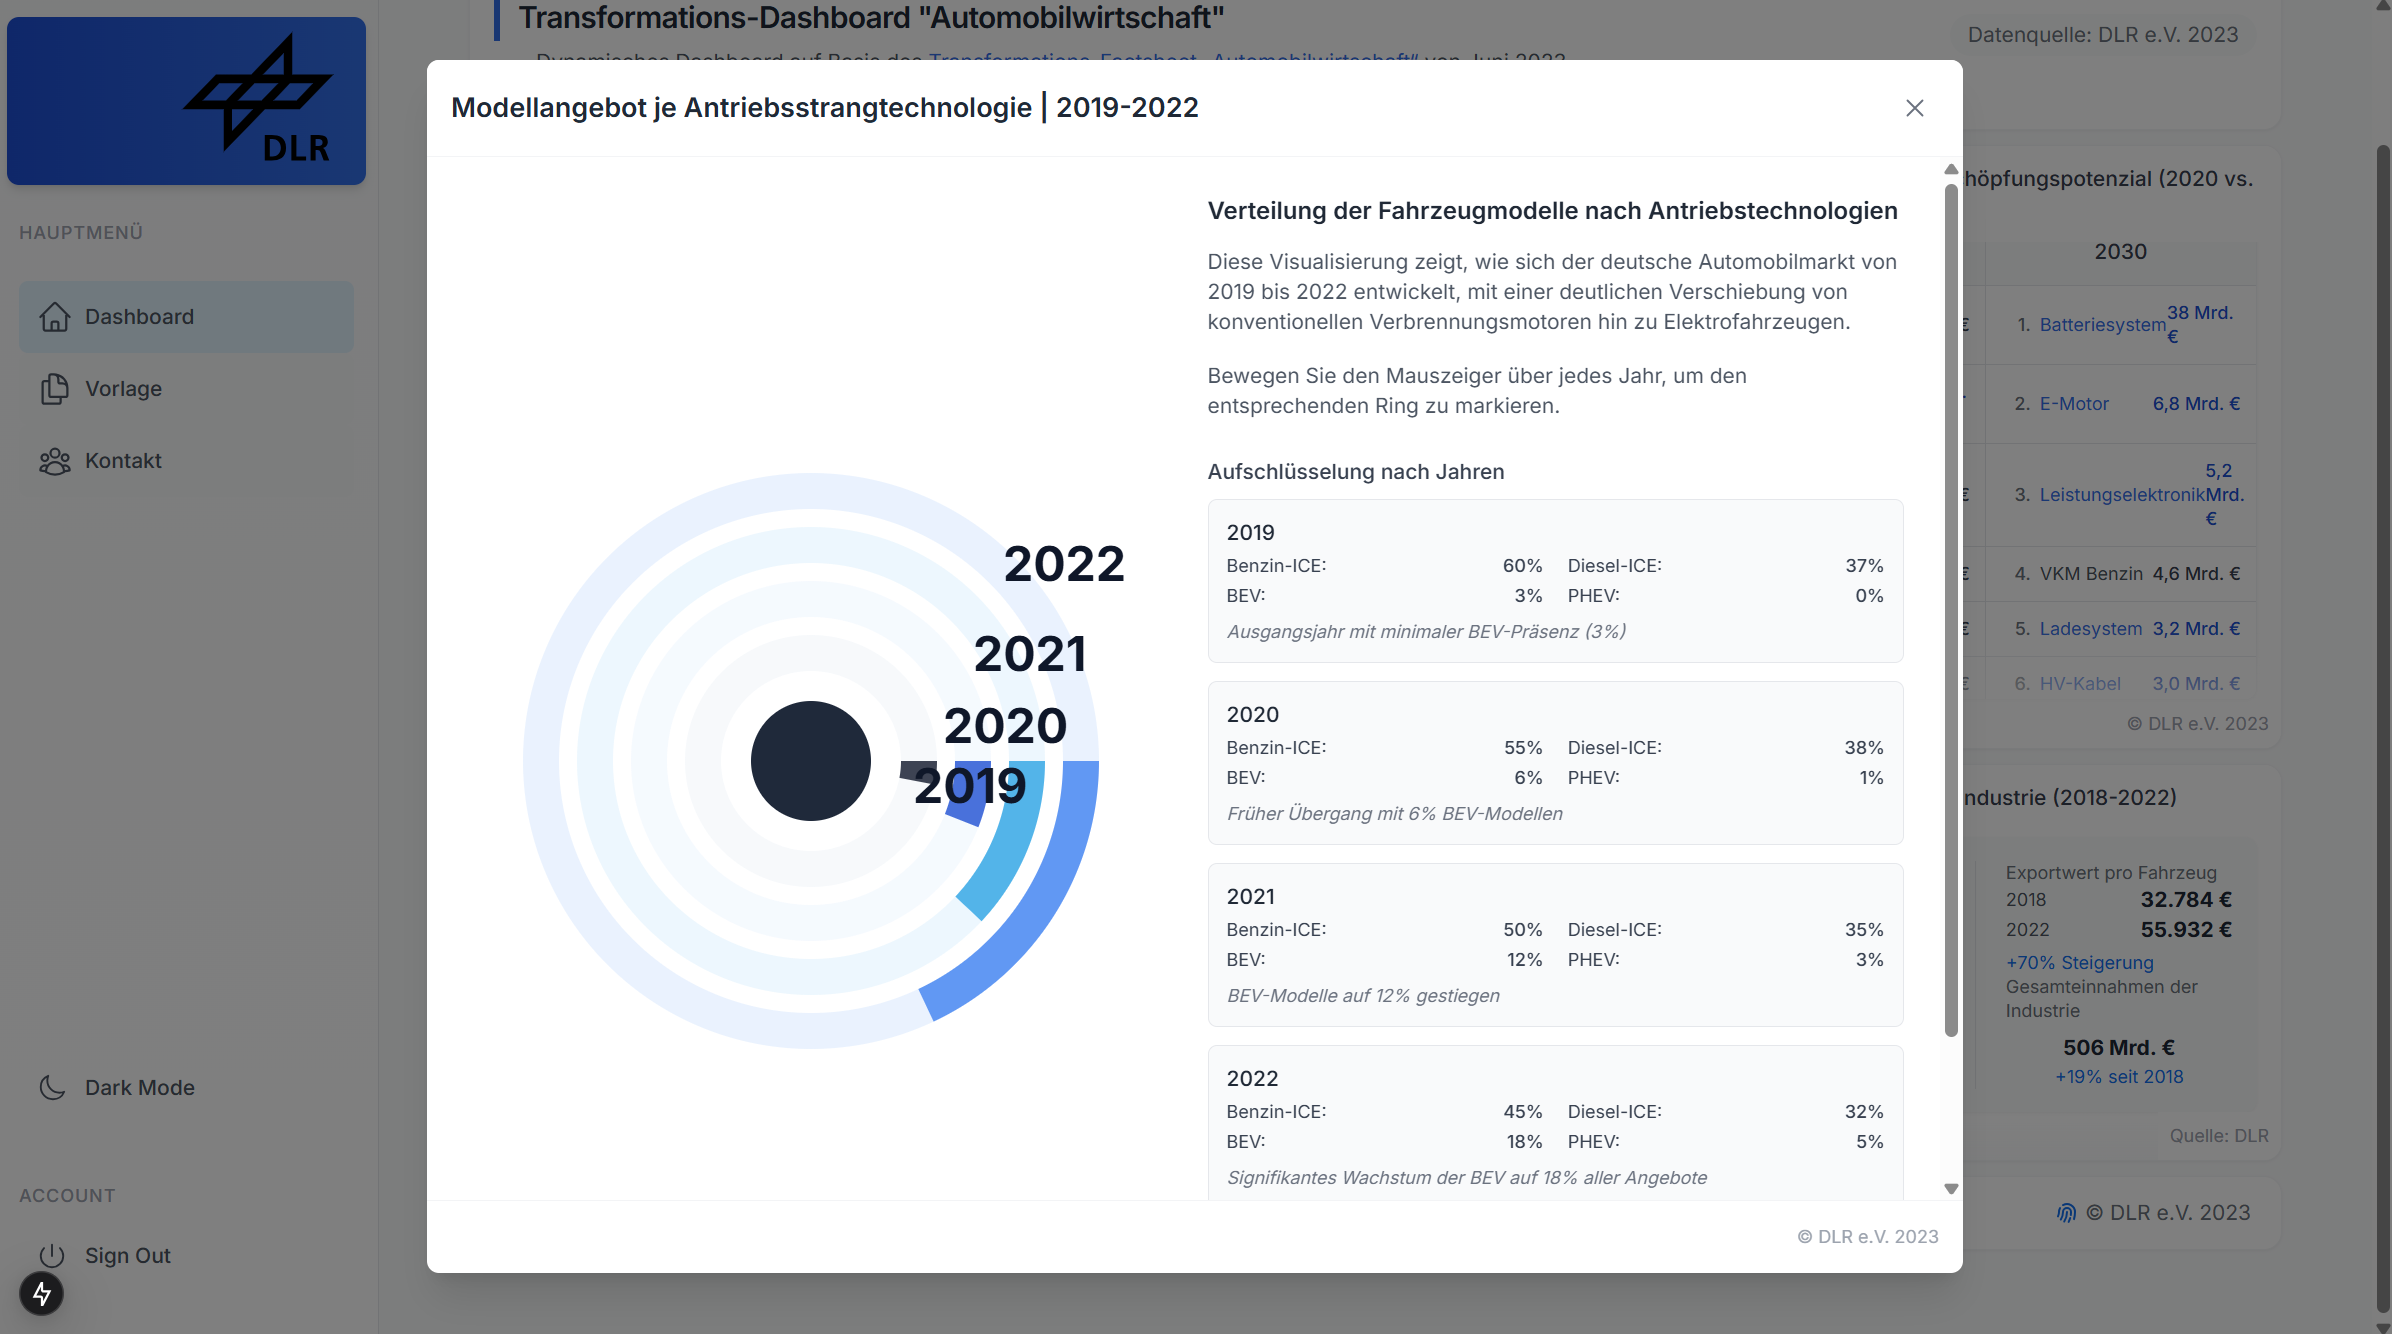 DLR
HAUPTMENÜ
Dashboard
Vorlage
Kontakt
Dark Mode
ACCOUNT
Sign Out
Transformations-Dashboard "Automobilwirtschaft"
Datenquelle: DLR e.V. 2023
Modellangebot je Antriebsstrangtechnologie | 2019-2022
2022
2021
2020
2019
Verteilung der Fahrzeugmodelle nach Antriebstechnologien
Diese Visualisierung zeigt, wie sich der deutsche Automobilmarkt von
2019 bis 2022 entwickelt, mit einer deutlichen Verschiebung von
konventionellen Verbrennungsmotoren hin zu Elektrofahrzeugen.
Bewegen Sie den Mauszeiger über jedes Jahr, um den
entsprechenden Ring zu markieren.
Aufschlüsselung nach Jahren
2019
Benzin-ICE: 60% Diesel-ICE: 37%
BEV: 3% PHEV: 0%
Ausgangsjahr mit minimaler BEV-Präsenz (3%)
2020
Benzin-ICE: 55% Diesel-ICE: 38%
BEV: 6% PHEV: 1%
Früher Übergang mit 6% BEV-Modellen
2021
Benzin-ICE: 50% Diesel-ICE: 35%
BEV: 12% PHEV: 3%
BEV-Modelle auf 12% gestiegen
2022
Benzin-ICE: 45% Diesel-ICE: 32%
BEV: 18% PHEV: 5%
Signifikantes Wachstum der BEV auf 18% aller Angebote
© DLR e.V. 2023
höpfungspotenzial (2020 vs.
2030
1. Batteriesystem 38 Mrd.
€
2. E-Motor 6,8 Mrd. €
3. Leistungselektronik 5,2
Mrd.
€
4. VKM Benzin 4,6 Mrd. €
5. Ladesystem 3,2 Mrd. €
6. HV-Kabel 3,0 Mrd. €
© DLR e.V. 2023
ndustrie (2018-2022)
Exportwert pro Fahrzeug
2018 32.784 €
2022 55.932 €
+70% Steigerung
Gesamteinnahmen der
Industrie
506 Mrd. €
+19% seit 2018
Quelle: DLR
© DLR e.V. 2023